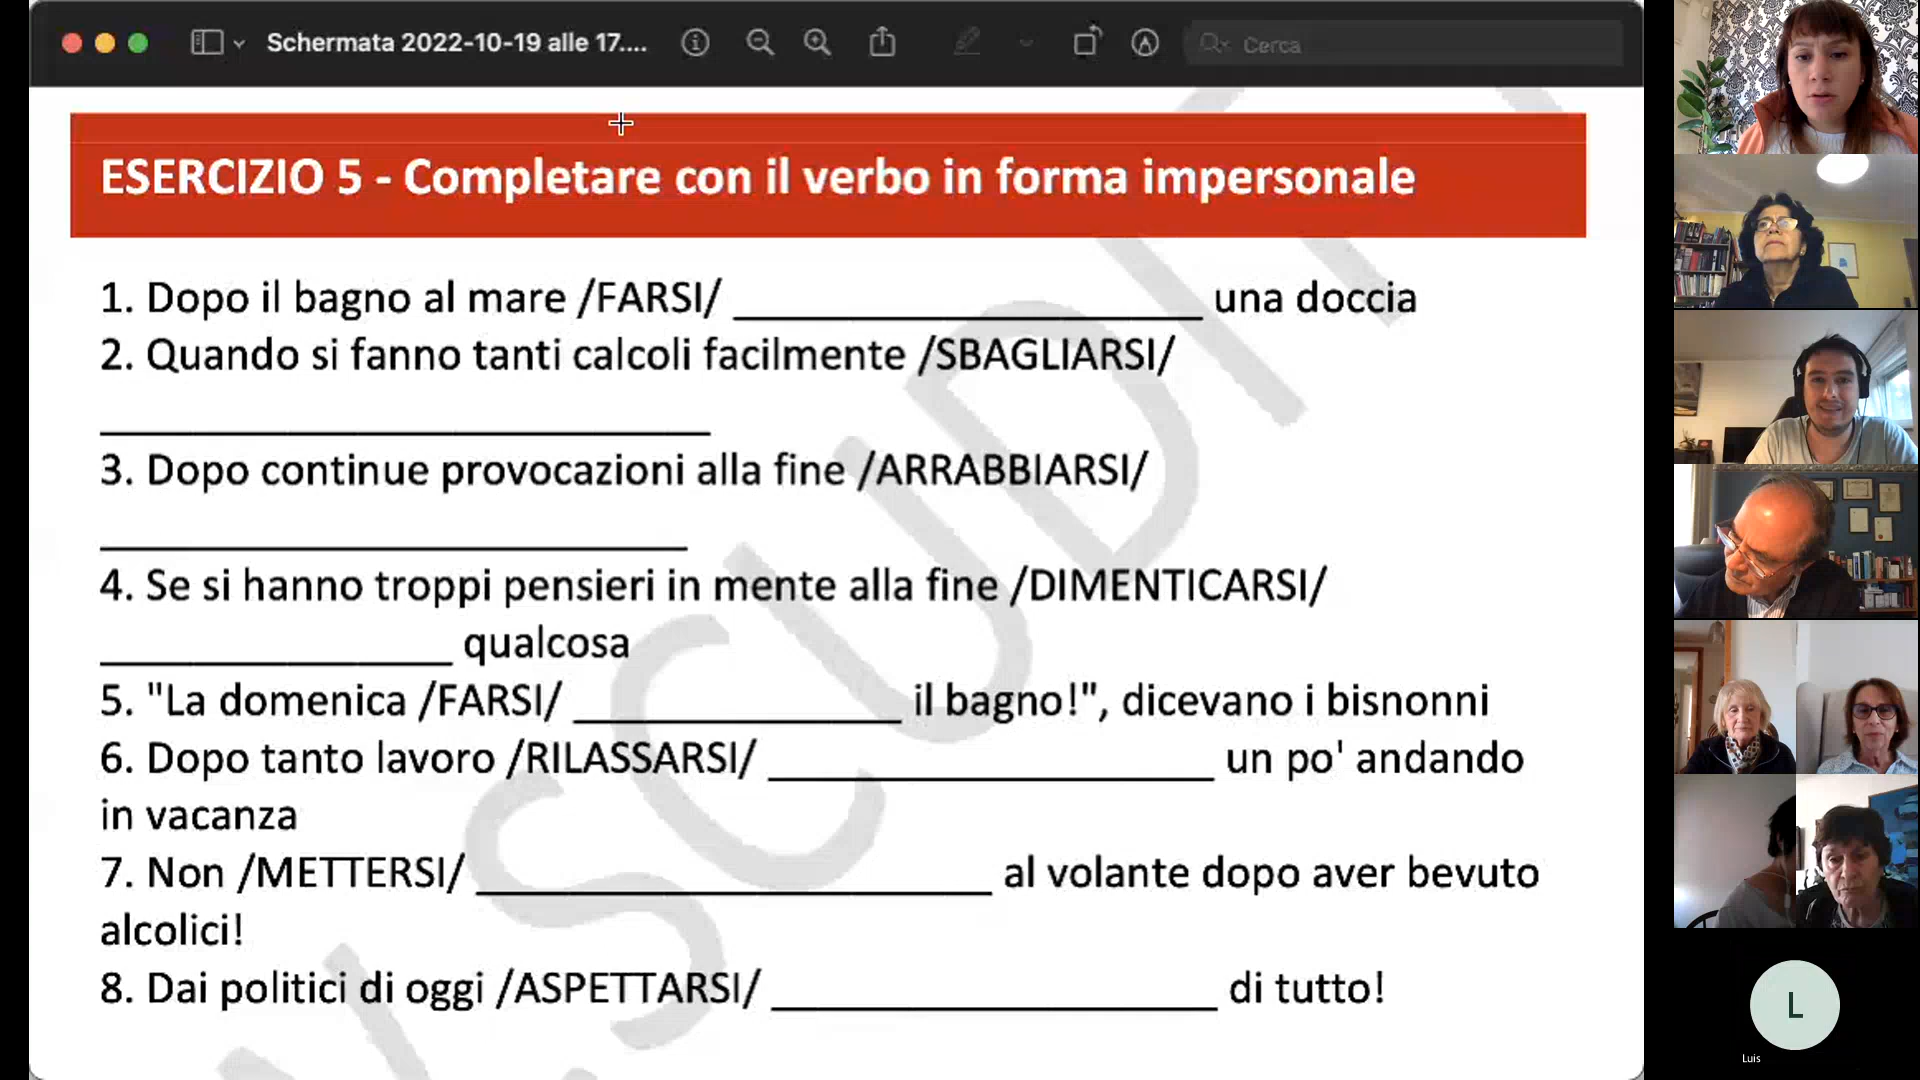 Schermata 2022-10-19 alle 17....
Cerca
ESERCIZIO 5 - Completare con il verbo in forma impersonale
1. Dopo il bagno al mare /FARSI/ ____________________ una doccia
2. Quando si fanno tanti calcoli facilmente /SBAGLIARSI/
__________________________
3. Dopo continue provocazioni alla fine /ARRABBIARSI/
_________________________
4. Se si hanno troppi pensieri in mente alla fine /DIMENTICARSI/
_______________ qualcosa
5. "La domenica /FARSI/ ______________ il bagno!", dicevano i bisnonni
6. Dopo tanto lavoro /RILASSARSI/ ___________________ un po' andando
in vacanza
7. Non /METTERSI/ ______________________ al volante dopo aver bevuto
alcolici!
8. Dai politici di oggi /ASPETTARSI/ ___________________ di tutto!
L
Luis